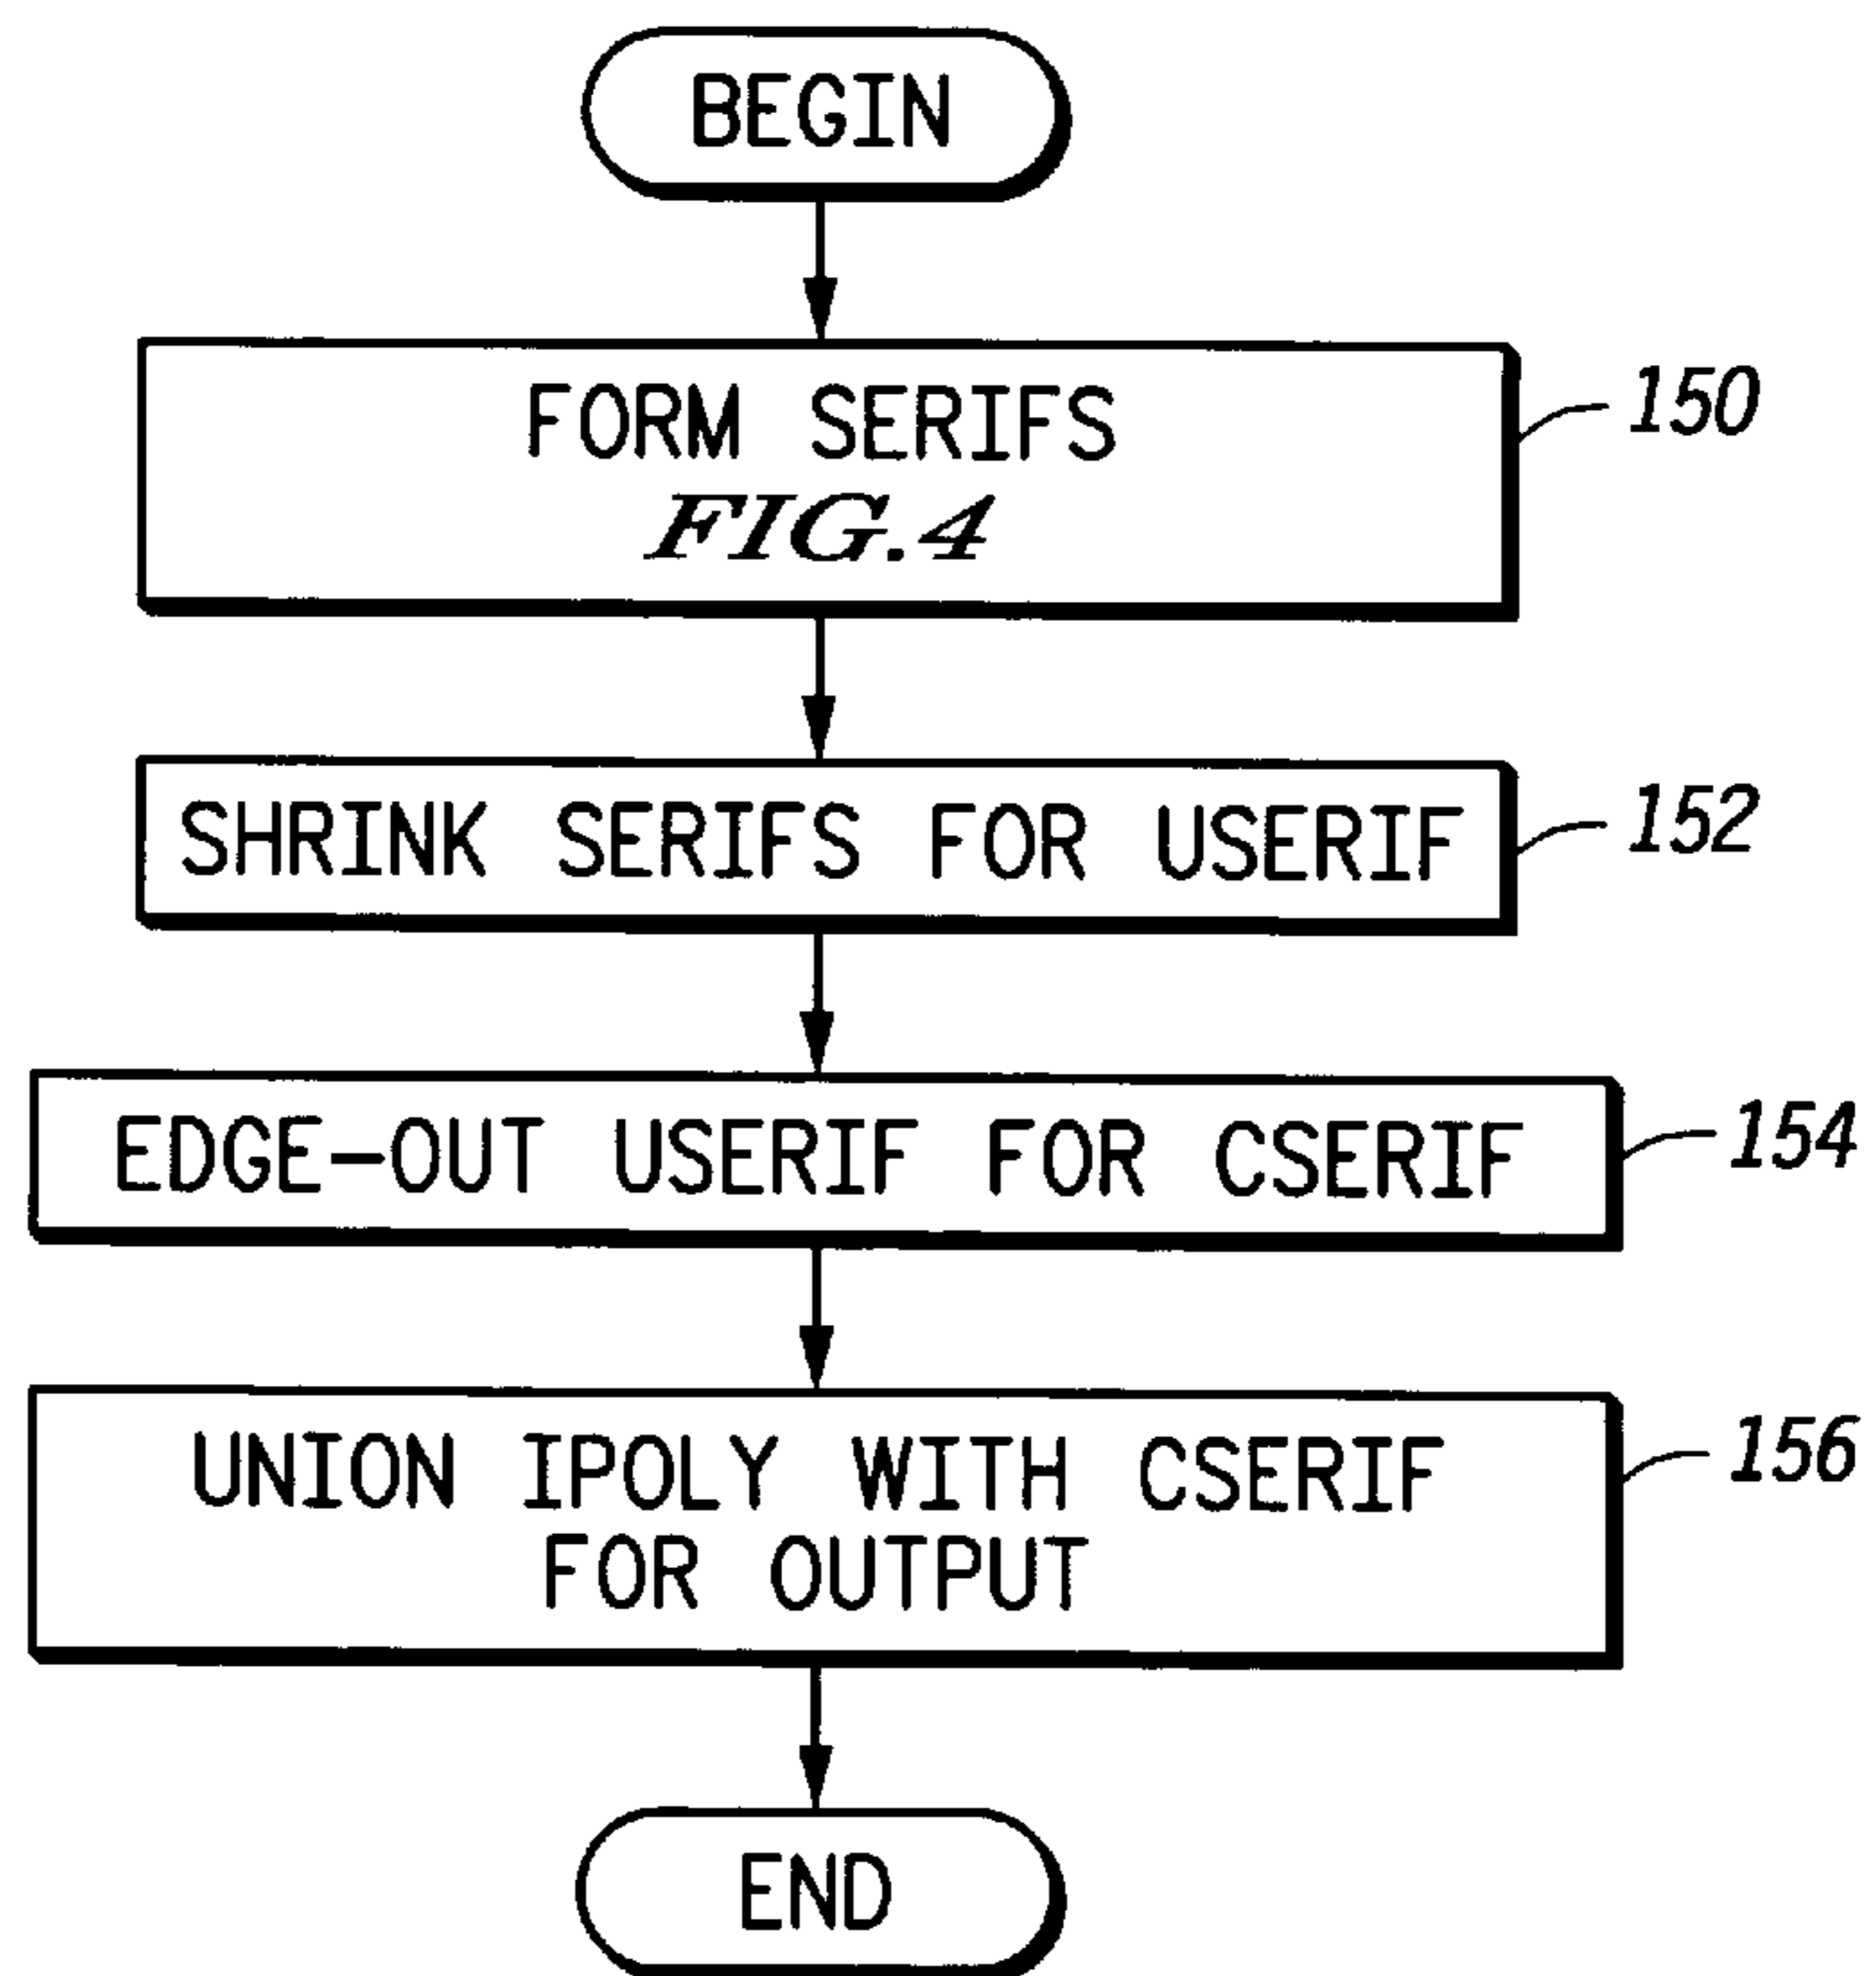 BEGIN
FORM SERIFS
FIG.4
150
SHRINK SERIFS FOR USERIF
152
EDGE-OUT USERIF FOR CSERIF
154
UNION IPOLY WITH CSERIF
FOR OUTPUT
156
END